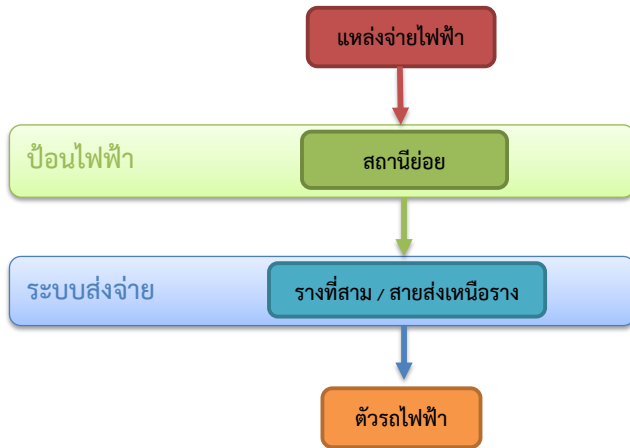 แหล่งจ่ายไฟฟ้า
ป้อนไฟฟ้า
สถานีย่อย
ระบบส่งจ่าย
รางที่สาม / สายส่งเหนือราง
ตัวรถไฟฟ้า